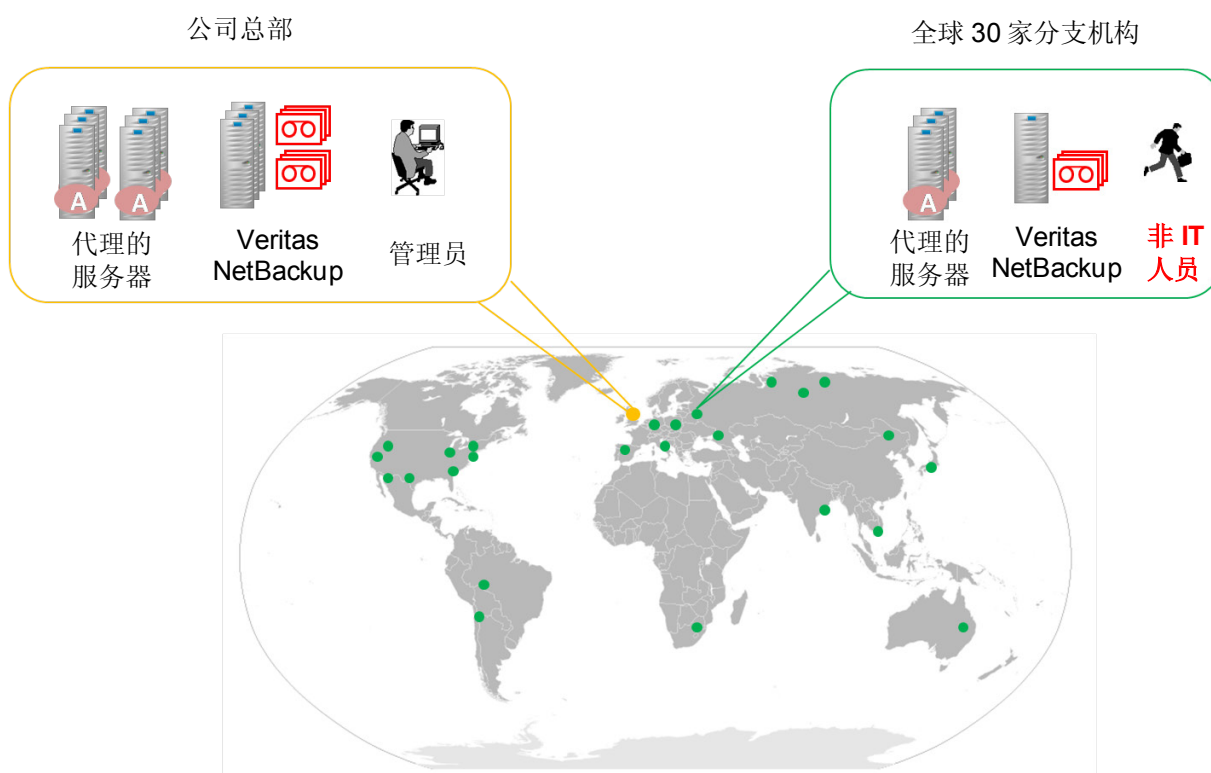 公司总部
全球 30 家分支机构
A
A
代理的
服务器
Veritas
NetBackup
管理员
A
代理的
服务器
Veritas
NetBackup
非 IT
人员